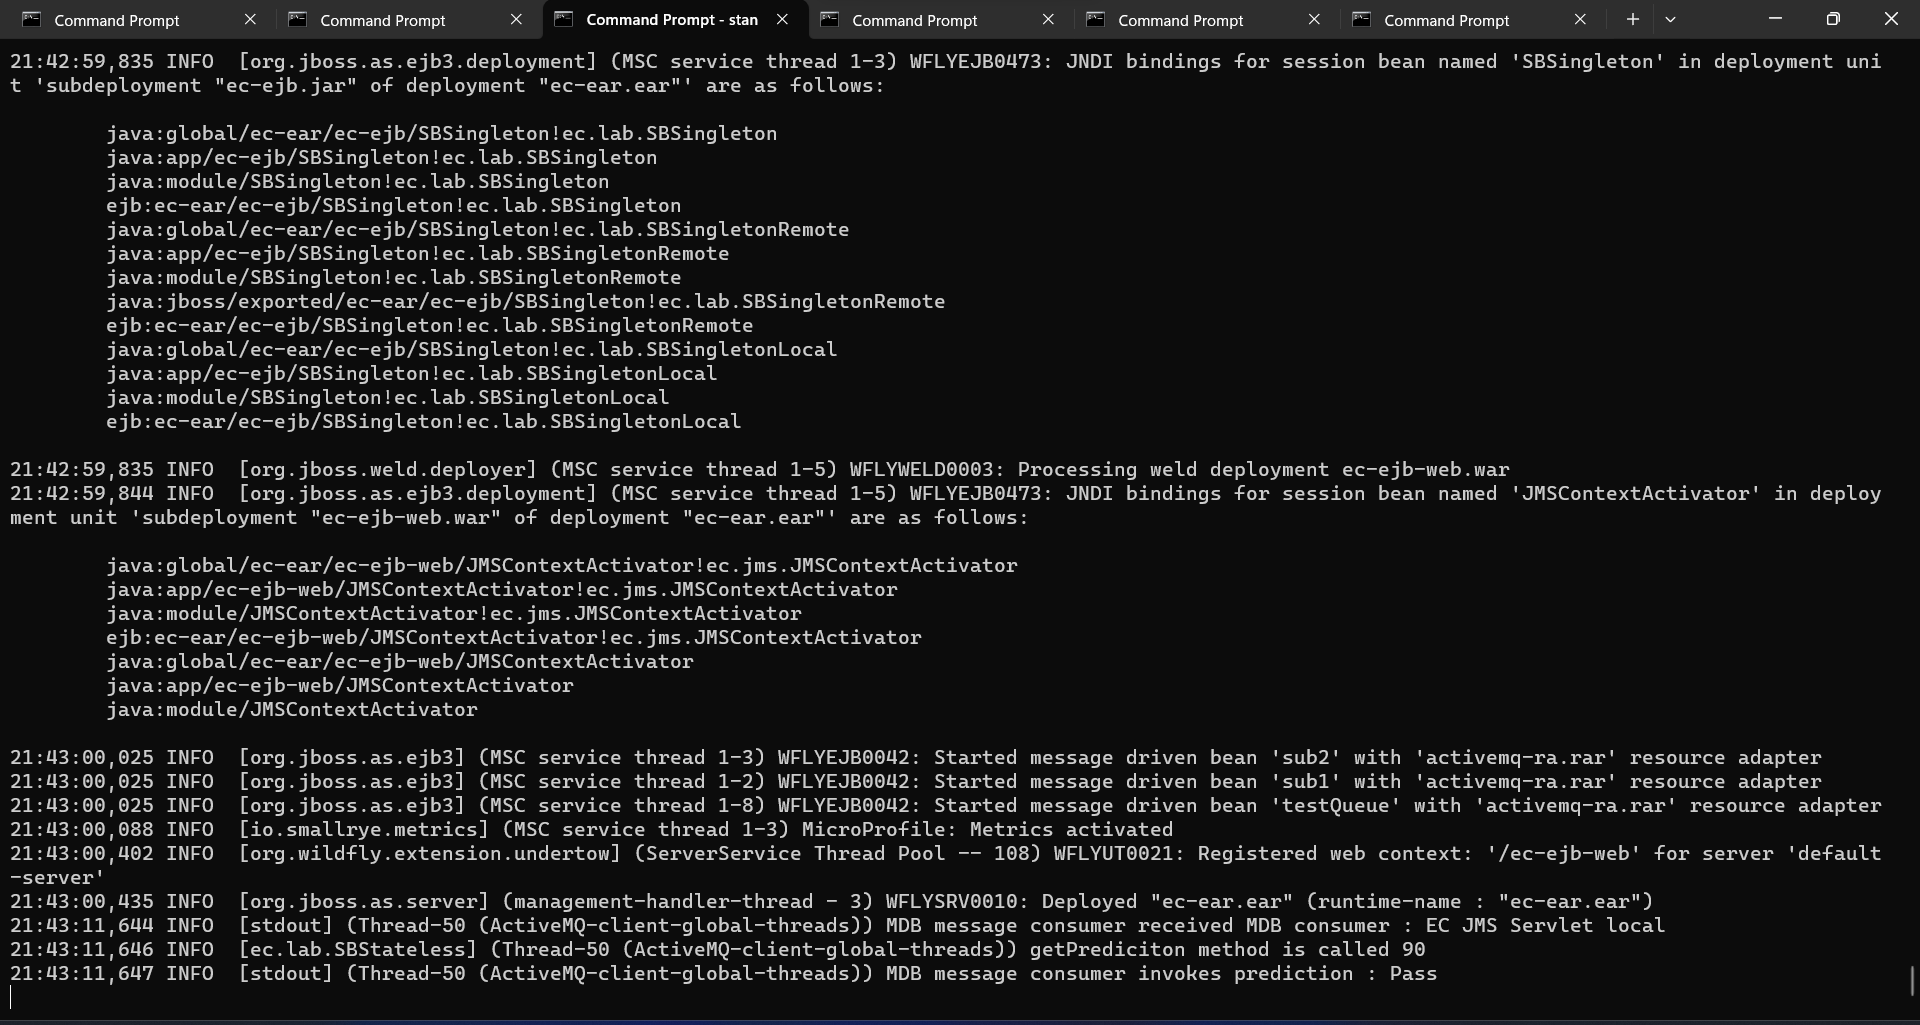 Command Prompt
Command Prompt
Command Prompt - stan
Command Prompt
Command Prompt
Command Prompt
21:42:59,835 INFO  [org.jboss.as.ejb3.deployment] (MSC service thread 1-3) WFLYEJB0473: JNDI bindings for session bean named 'SBSingleton' in deployment uni
t 'subdeployment "ec-ejb.jar" of deployment "ec-ear.ear"' are as follows:
java:global/ec-ear/ec-ejb/SBSingleton!ec.lab.SBSingleton
java:app/ec-ejb/SBSingleton!ec.lab.SBSingleton
java:module/SBSingleton!ec.lab.SBSingleton
ejb:ec-ear/ec-ejb/SBSingleton!ec.lab.SBSingleton
java:global/ec-ear/ec-ejb/SBSingleton!ec.lab.SBSingletonRemote
java:app/ec-ejb/SBSingleton!ec.lab.SBSingletonRemote
java:module/SBSingleton!ec.lab.SBSingletonRemote
java:jboss/exported/ec-ear/ec-ejb/SBSingleton!ec.lab.SBSingletonRemote
ejb:ec-ear/ec-ejb/SBSingleton!ec.lab.SBSingletonRemote
java:global/ec-ear/ec-ejb/SBSingleton!ec.lab.SBSingletonLocal
java:app/ec-ejb/SBSingleton!ec.lab.SBSingletonLocal
java:module/SBSingleton!ec.lab.SBSingletonLocal
ejb:ec-ear/ec-ejb/SBSingleton!ec.lab.SBSingletonLocal
21:42:59,835 INFO  [org.jboss.weld.deployer] (MSC service thread 1-5) WFLYWELD0003: Processing weld deployment ec-ejb-web.war
21:42:59,844 INFO  [org.jboss.as.ejb3.deployment] (MSC service thread 1-5) WFLYEJB0473: JNDI bindings for session bean named 'JMSContextActivator' in deploy
ment unit 'subdeployment "ec-ejb-web.war" of deployment "ec-ear.ear"' are as follows:
java:global/ec-ear/ec-ejb-web/JMSContextActivator!ec.jms.JMSContextActivator
java:app/ec-ejb-web/JMSContextActivator!ec.jms.JMSContextActivator
java:module/JMSContextActivator!ec.jms.JMSContextActivator
ejb:ec-ear/ec-ejb-web/JMSContextActivator!ec.jms.JMSContextActivator
java:global/ec-ear/ec-ejb-web/JMSContextActivator
java:app/ec-ejb-web/JMSContextActivator
java:module/JMSContextActivator
21:43:00,025 INFO  [org.jboss.as.ejb3] (MSC service thread 1-3) WFLYEJB0042: Started message driven bean 'sub2' with 'activemq-ra.rar' resource adapter
21:43:00,025 INFO  [org.jboss.as.ejb3] (MSC service thread 1-2) WFLYEJB0042: Started message driven bean 'sub1' with 'activemq-ra.rar' resource adapter
21:43:00,025 INFO  [org.jboss.as.ejb3] (MSC service thread 1-8) WFLYEJB0042: Started message driven bean 'testQueue' with 'activemq-ra.rar' resource adapter
21:43:00,088 INFO  [io.smallrye.metrics] (MSC service thread 1-3) MicroProfile: Metrics activated
21:43:00,402 INFO  [org.wildfly.extension.undertow] (ServerService Thread Pool -- 108) WFLYUT0021: Registered web context: '/ec-ejb-web' for server 'default
-server'
21:43:00,435 INFO  [org.jboss.as.server] (management-handler-thread - 3) WFLYSRV0010: Deployed "ec-ear.ear" (runtime-name : "ec-ear.ear")
21:43:11,644 INFO  [stdout] (Thread-50 (ActiveMQ-client-global-threads)) MDB message consumer received MDB consumer : EC JMS Servlet local
21:43:11,646 INFO  [ec.lab.SBStateless] (Thread-50 (ActiveMQ-client-global-threads)) getPrediciton method is called 90
21:43:11,647 INFO  [stdout] (Thread-50 (ActiveMQ-client-global-threads)) MDB message consumer invokes prediction : Pass